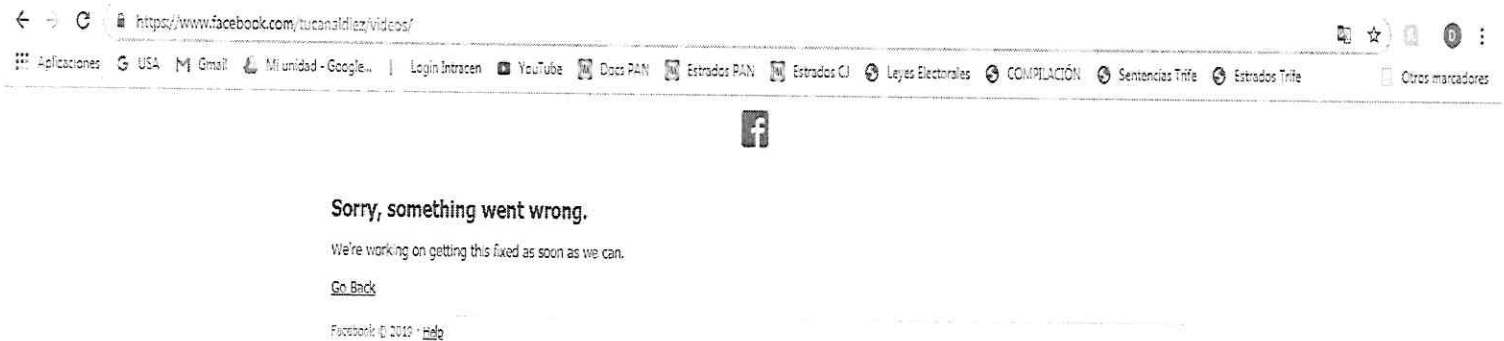 https://www.facebook.com/tucanaldiez/videos/
D
Aplicaciones G USA M Gmail Mi unidad - Google... Login Intracen YouTube Docs PAN Estrados PAN Estrados CJ Leyes Electorales COMPILACIÓN Sentencias Trife Estrados Trife Otros marcadores
f
Sorry, something went wrong.
We're working on getting this fixed as soon as we can.
Go Back
Facebook © 2019 · Help